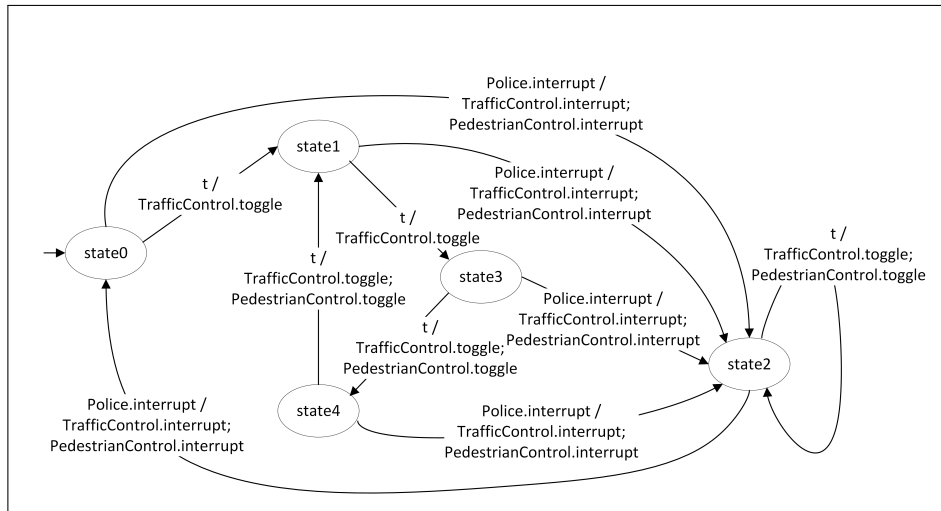 Police.interrupt /
TrafficControl.interrupt;
PedestrianControl.interrupt
state1
Police.interrupt /
TrafficControl.interrupt;
PedestrianControl.interrupt
t /
TrafficControl.toggle
t /
TrafficControl.toggle
state0
t /
TrafficControl.toggle;
PedestrianControl.toggle
t /
TrafficControl.toggle;
PedestrianControl.toggle
state3
Police.interrupt /
TrafficControl.interrupt;
PedestrianControl.interrupt
t /
TrafficControl.toggle;
PedestrianControl.toggle
state2
state4
Police.interrupt /
TrafficControl.interrupt;
PedestrianControl.interrupt
Police.interrupt /
TrafficControl.interrupt;
PedestrianControl.interrupt